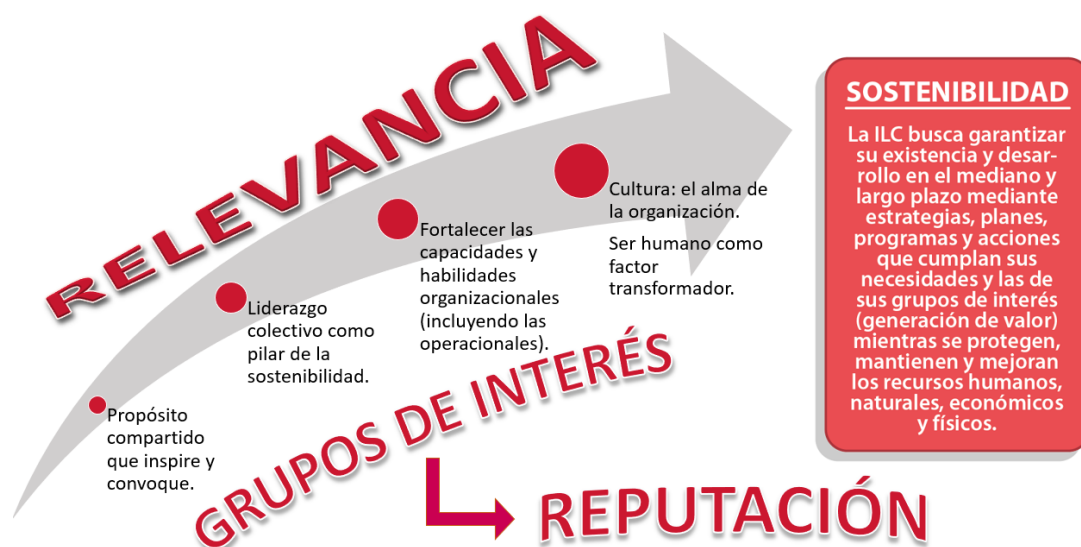 RELEVANCIA
Propósito
compartido
que inspire y
convoque.
Liderazgo
colectivo como
pilar de la
sostenibilidad.
Fortalecer las
capacidades y
habilidades
organizacionales
(incluyendo las
operacionales).
Cultura: el alma de
la organización.
Ser humano como
factor
transformador.
GRUPOS DE INTERÉS
REPUTACIÓN
SOSTENIBILIDAD
La ILC busca garantizar
su existencia y desar-
rollo en el mediano y
largo plazo mediante
estrategias, planes,
programas y acciones
que cumplan sus
necesidades y las de
sus grupos de interés
(generación de valor)
mientras se protegen,
mantienen y mejoran
los recursos humanos,
naturales, económicos
y físicos.